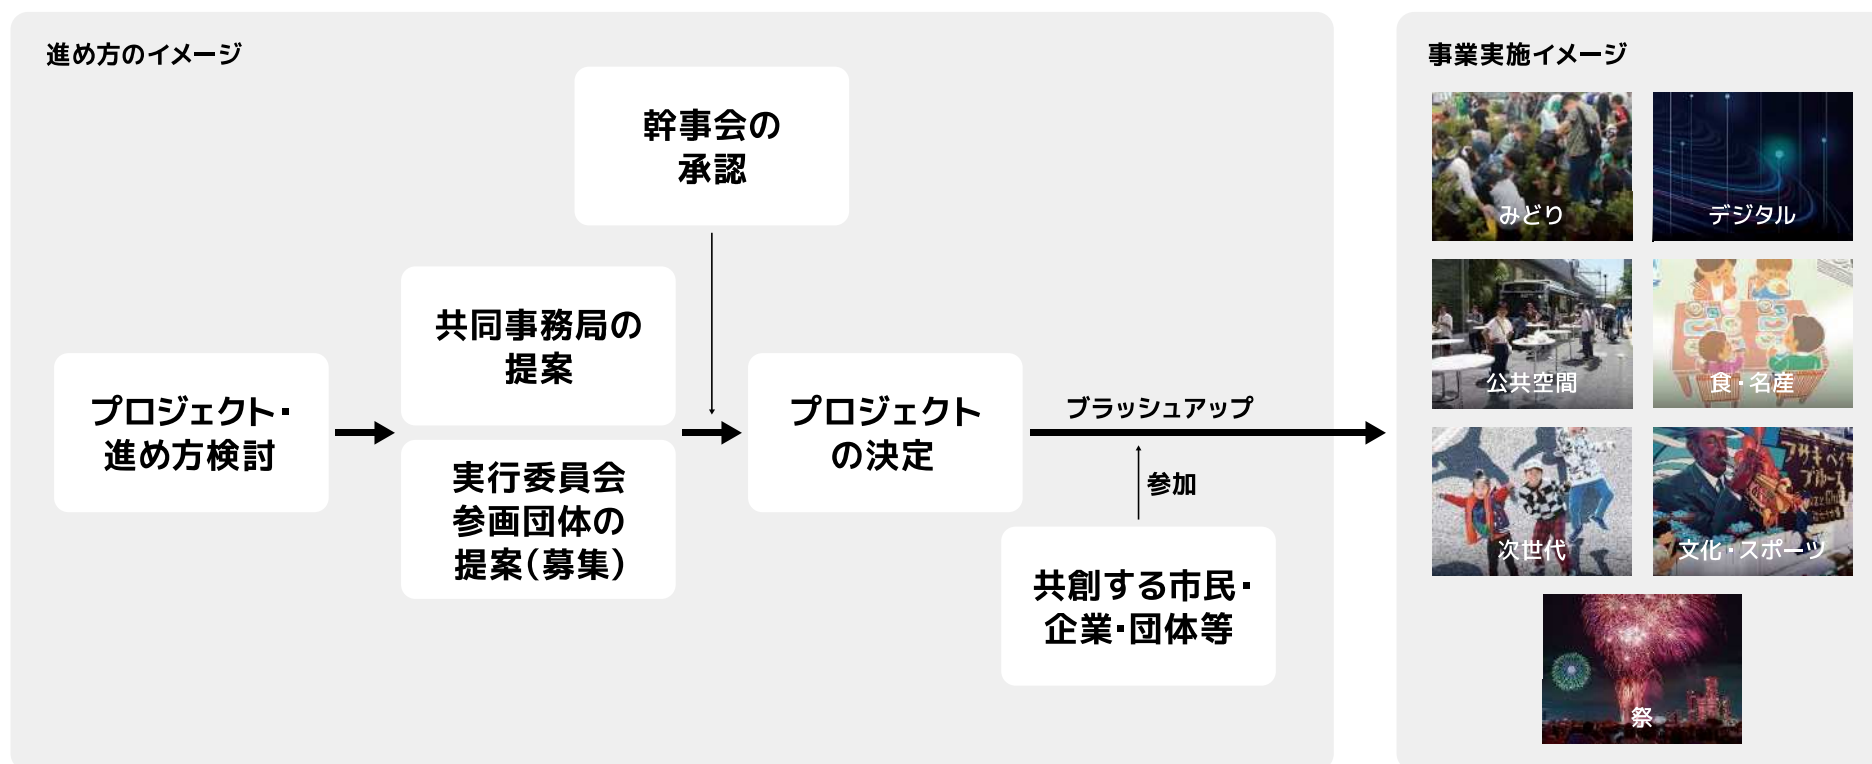 進め方のイメージ
幹事会の
承認
共同事務局の
提案
プロジェクト・
進め方検討
実行委員会
参画団体の
提案(募集)
プロジェクト
の決定
ブラッシュアップ
参加
共創する市民・
企業・団体等
事業実施イメージ
みどり
デジタル
公共空間
食・名産
次世代
文化・スポーツ
祭